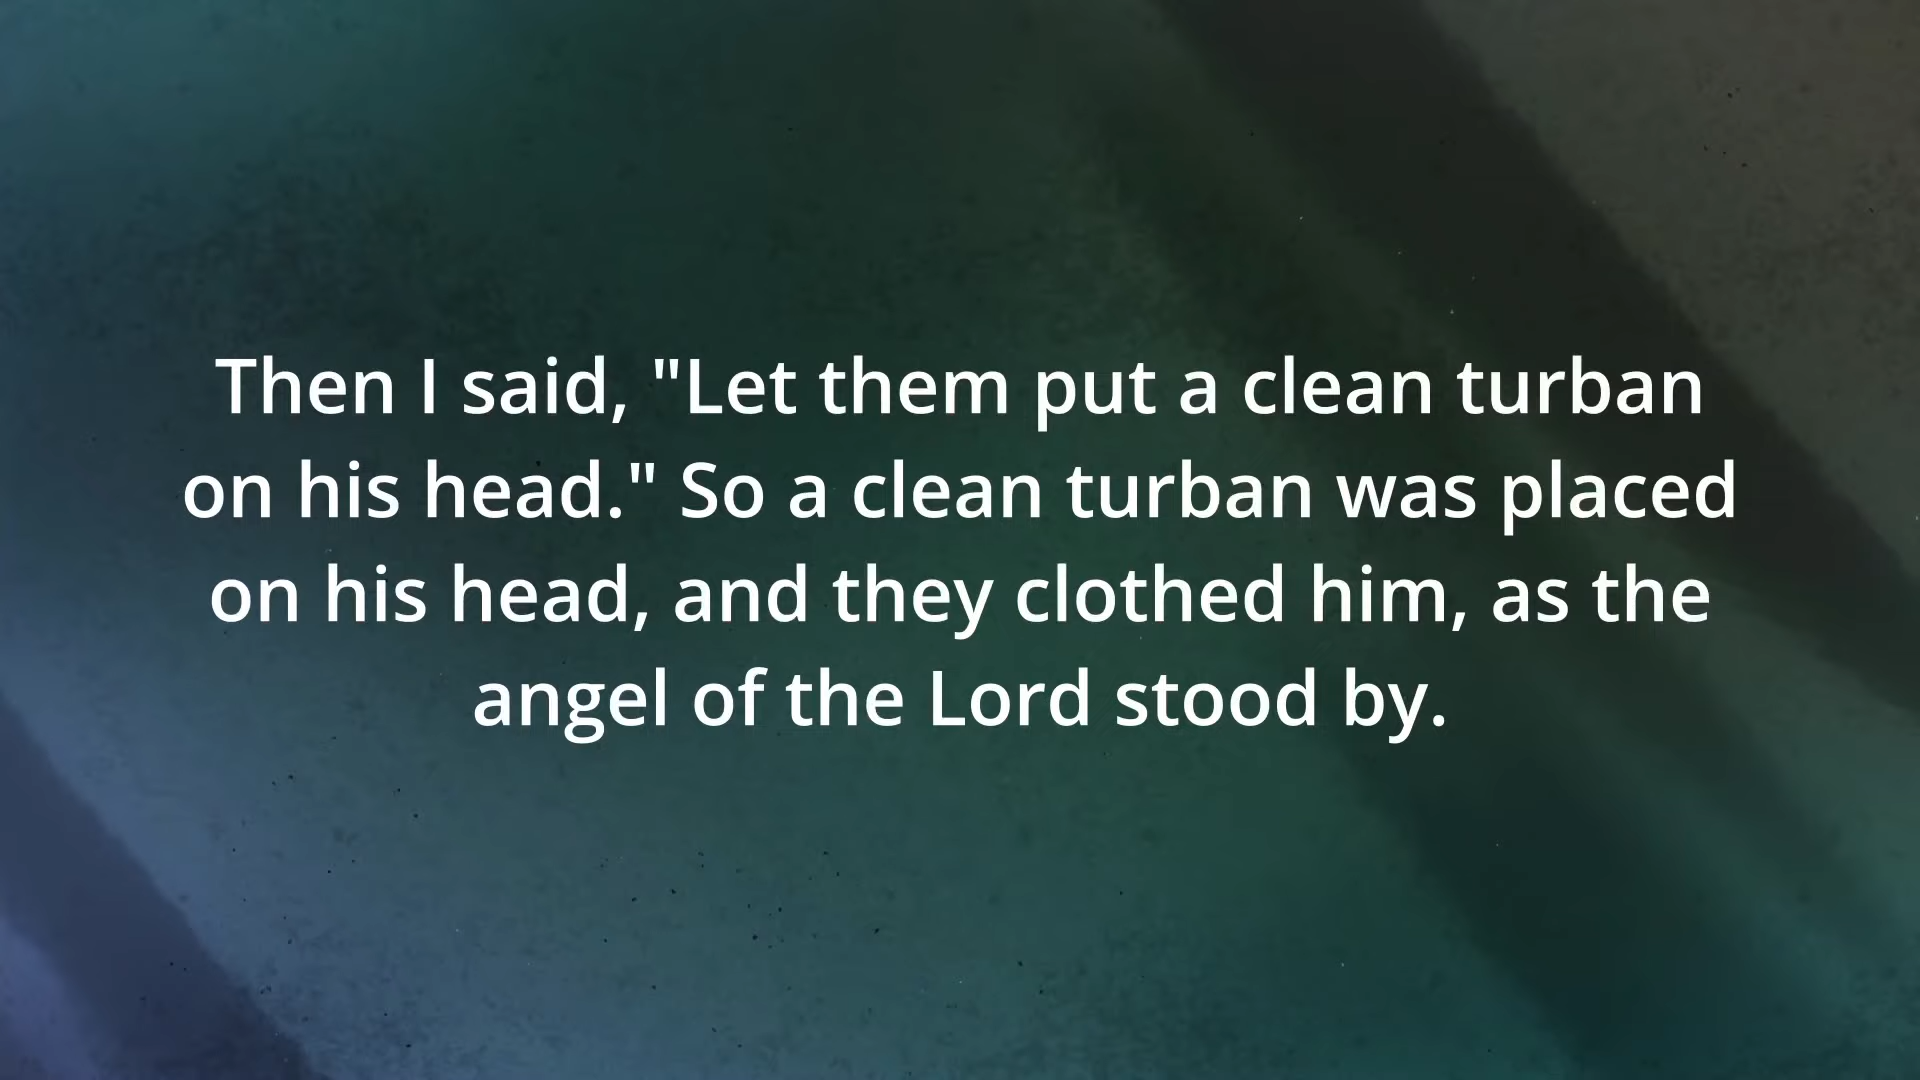 Then I said, "Let them put a clean turban
on his head." So a clean turban was placed
on his head, and they clothed him, as the
angel of the Lord stood by.